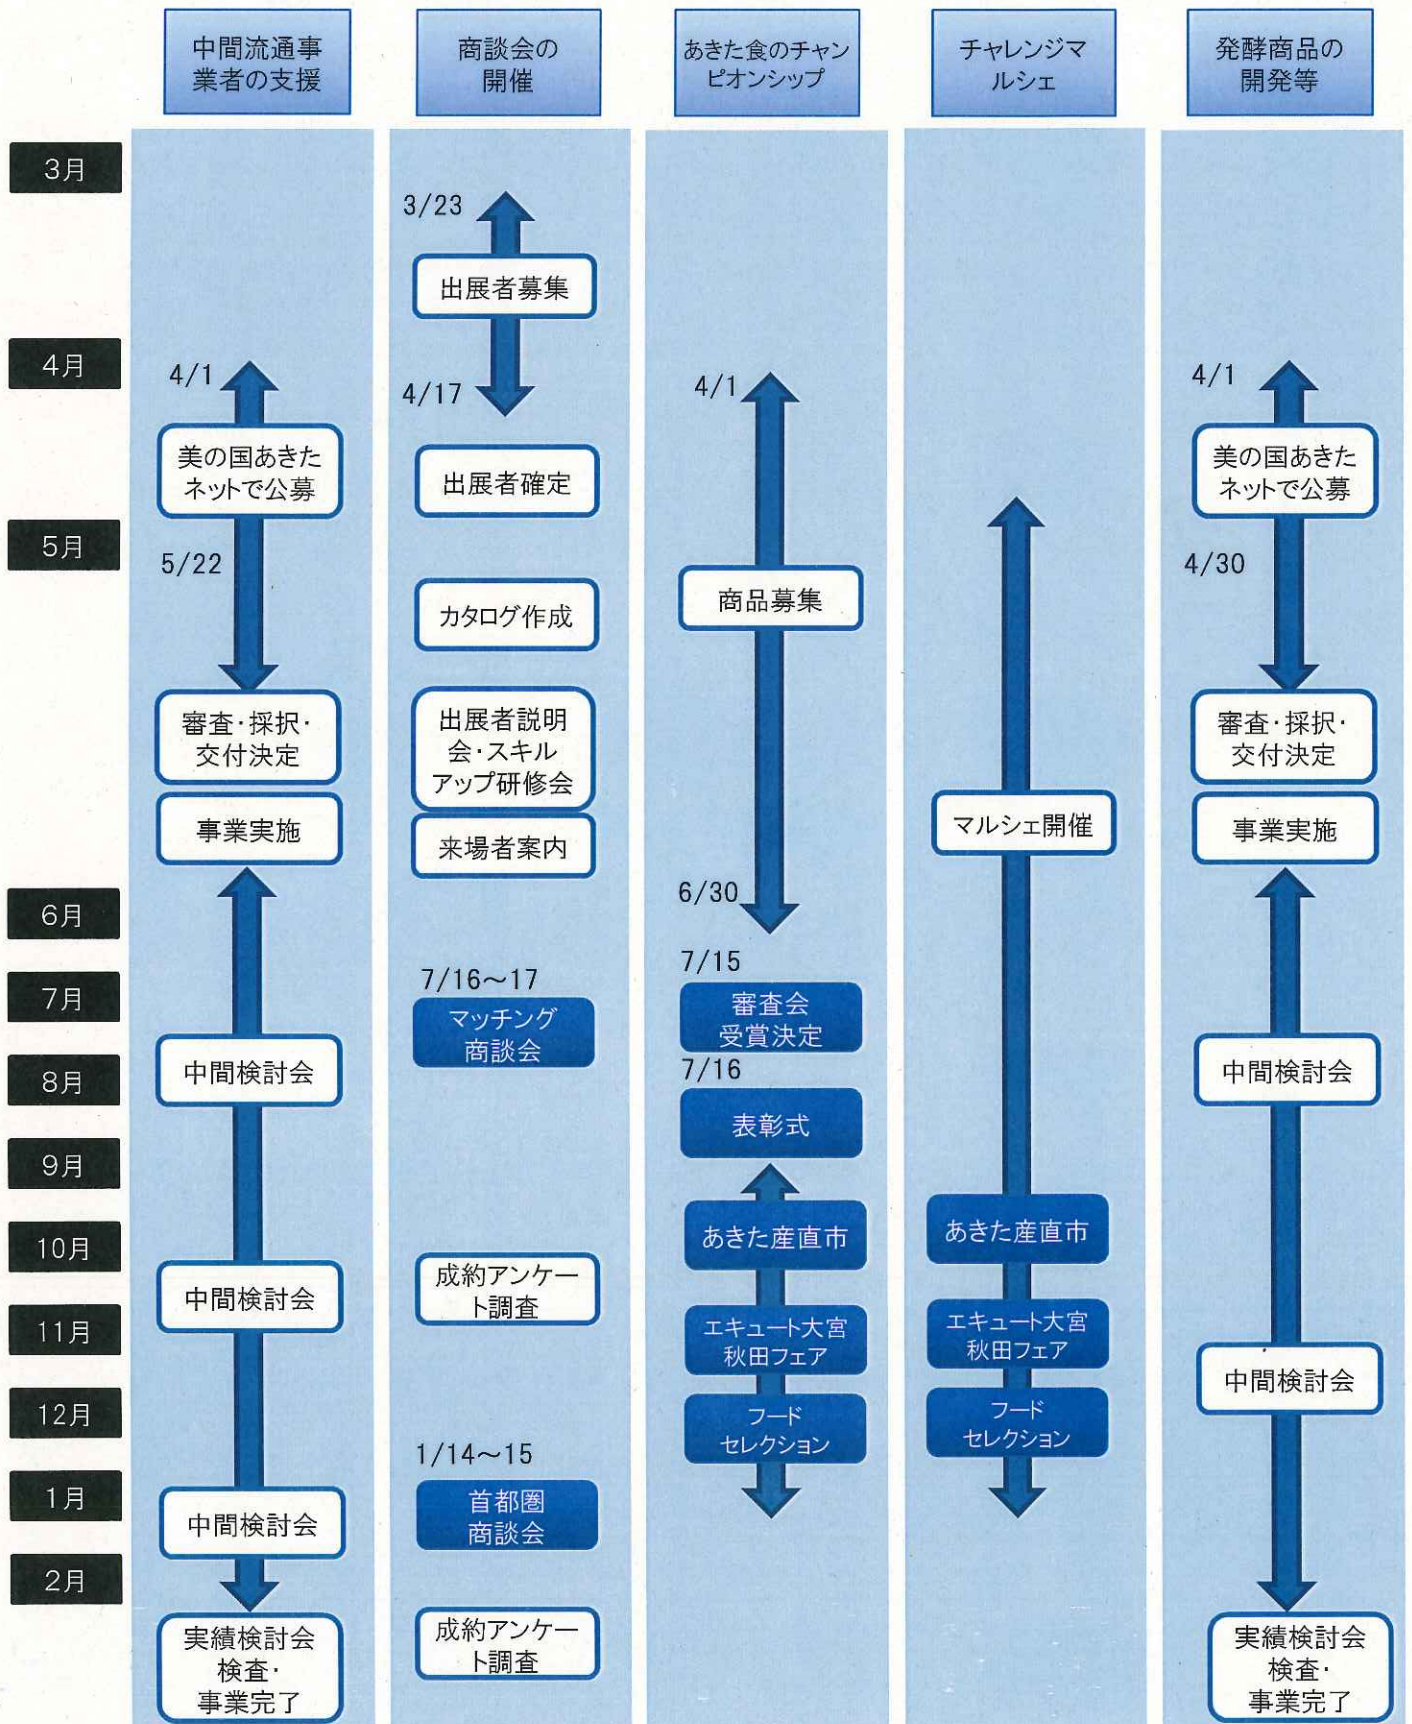 中間流通事
業者の支援
商談会の
開催
あきた食のチャン
ピオンシップ
チャレンジマ
ルシェ
発酵商品の
開発等
3月
4月
5月
6月
7月
8月
9月
10月
11月
12月
1月
2月
4/1
美の国あきた
ネットで公募
5/22
審査・採択・
交付決定
事業実施
中間検討会
中間検討会
中間検討会
実績検討会
検査・
事業完了
3/23
出展者募集
4/17
出展者確定
カタログ作成
出展者説明
会・スキル
アップ研修会
来場者案内
7/16～17
マッチング
商談会
成約アンケー
ト調査
1/14～15
首都圏
商談会
成約アンケー
ト調査
4/1
商品募集
6/30
7/15
審査会
受賞決定
7/16
表彰式
あきた産直市
エキュート大宮
秋田フェア
フード
セレクション
マルシェ開催
あきた産直市
エキュート大宮
秋田フェア
フード
セレクション
4/1
美の国あきた
ネットで公募
4/30
審査・採択・
交付決定
事業実施
中間検討会
中間検討会
実績検討会
検査・
事業完了